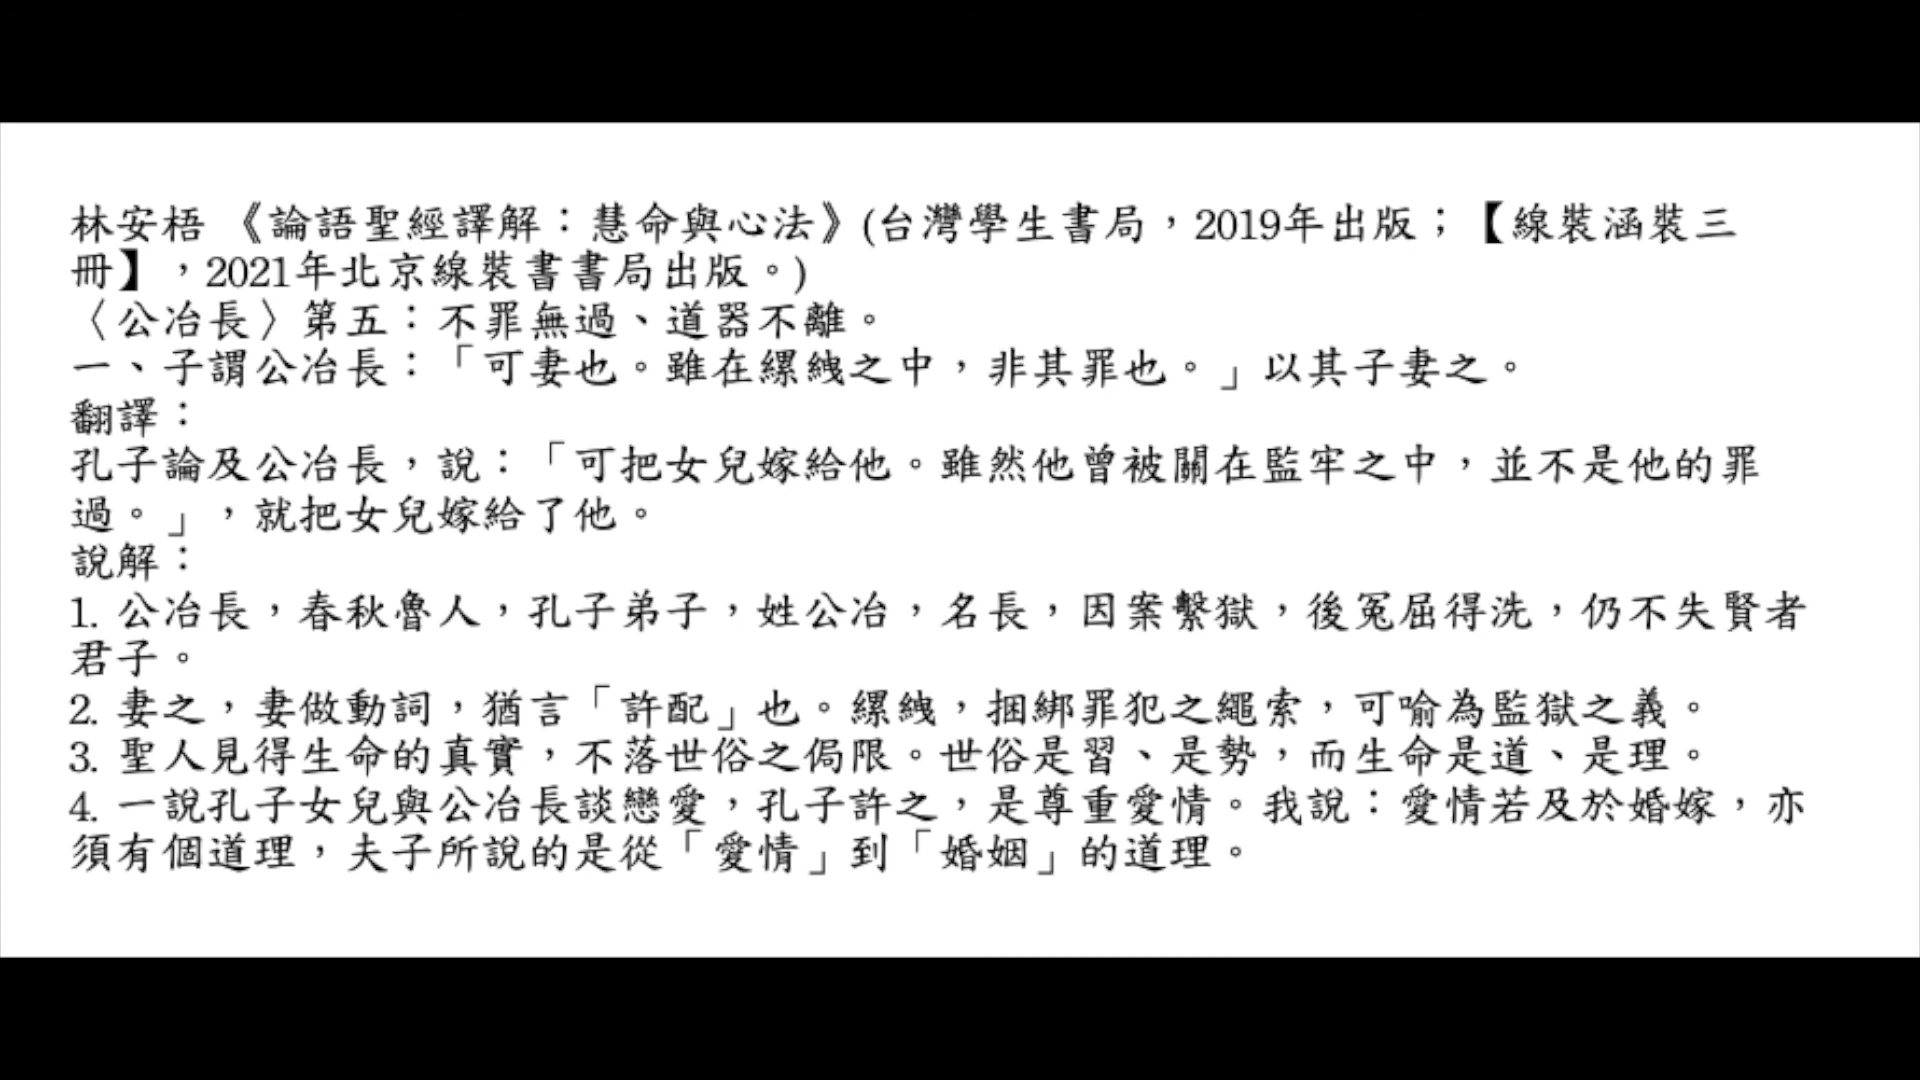 林安梧 《論語聖經譯解：慧命與心法》(台灣學生書局，2019年出版；【線裝涵裝三
冊】，2021年北京線裝書書局出版。)
〈公冶長〉第五：不罪無過、道器不離。
一、子謂公冶長：「可妻也。雖在縲絏之中，非其罪也。」以其子妻之。
翻譯：
孔子論及公冶長，說：「可把女兒嫁給他。雖然他曾被關在監牢之中，並不是他的罪
過。」，就把女兒嫁給了他。
說解：
1. 公冶長，春秋魯人，孔子弟子，姓公冶，名長，因案繫獄，後冤屈得洗，仍不失賢者
君子。
2. 妻之，妻做動詞，猶言「許配」也。縲絏，捆綁罪犯之繩索，可喻為監獄之義。
3. 聖人見得生命的真實，不落世俗之侷限。世俗是習、是勢，而生命是道、是理。
4. 一說孔子女兒與公冶長談戀愛，孔子許之，是尊重愛情。我說：愛情若及於婚嫁，亦
須有個道理，夫子所說的是從「愛情」到「婚姻」的道理。